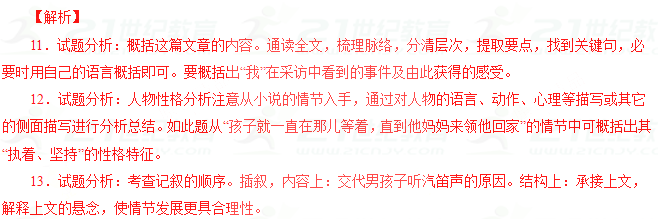 【解析】
11．试题分析：概括这篇文章的内容。通读全文，梳理脉络，分清层次，提取要点，找到关键句，必
要时用自己的语言概括即可。要概括出“我”在采访中看到的事件及由此获得的感受。
12．试题分析：人物性格分析注意从小说的情节入手，通过对人物的语言、动作、心理等描写或其它
的侧面描写进行分析总结。如此题从“孩子就一直在那儿等着，直到他妈妈来领他回家”的情节中可概括出其
“执着、坚持”的性格特征。
13．试题分析：考查记叙的顺序。插叙，内容上：交代男孩子听汽笛声的原因。结构上：承接上文，
解释上文的悬念，使情节发展更具合理性。